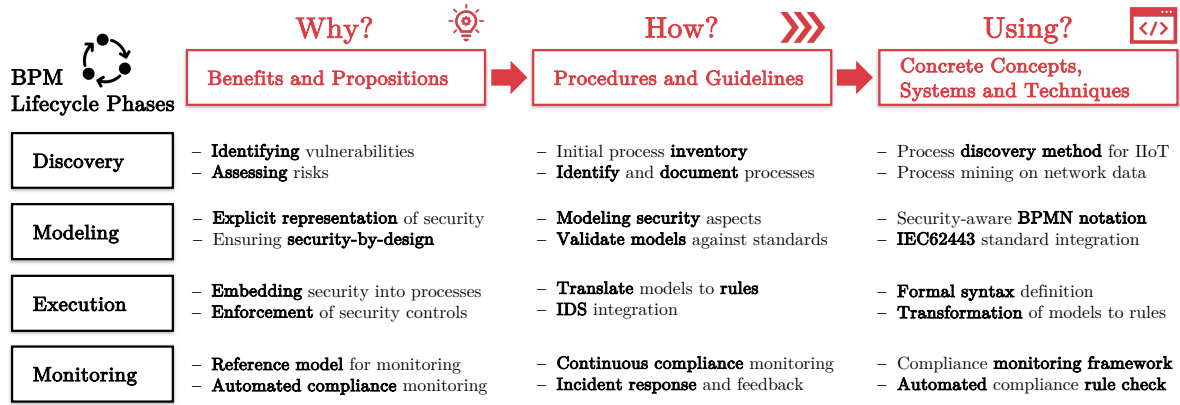 Why?
How?
Using?
</>
BPM
Lifecycle Phases
Benefits and Propositions
Procedures and Guidelines
Concrete Concepts,
Systems and Techniques
Discovery
– Identifying vulnerabilities
– Assessing risks
– Initial process inventory
– Identify and document processes
– Process discovery method for IIoT
– Process mining on network data
Modeling
– Explicit representation of security
– Ensuring security-by-design
– Modeling security aspects
– Validate models against standards
– Security-aware BPMN notation
– IEC62443 standard integration
Execution
– Embedding security into processes
– Enforcement of security controls
– Translate models to rules
– IDS integration
– Formal syntax definition
– Transformation of models to rules
Monitoring
– Reference model for monitoring
– Automated compliance monitoring
– Continuous compliance monitoring
– Incident response and feedback
– Compliance monitoring framework
– Automated compliance rule check